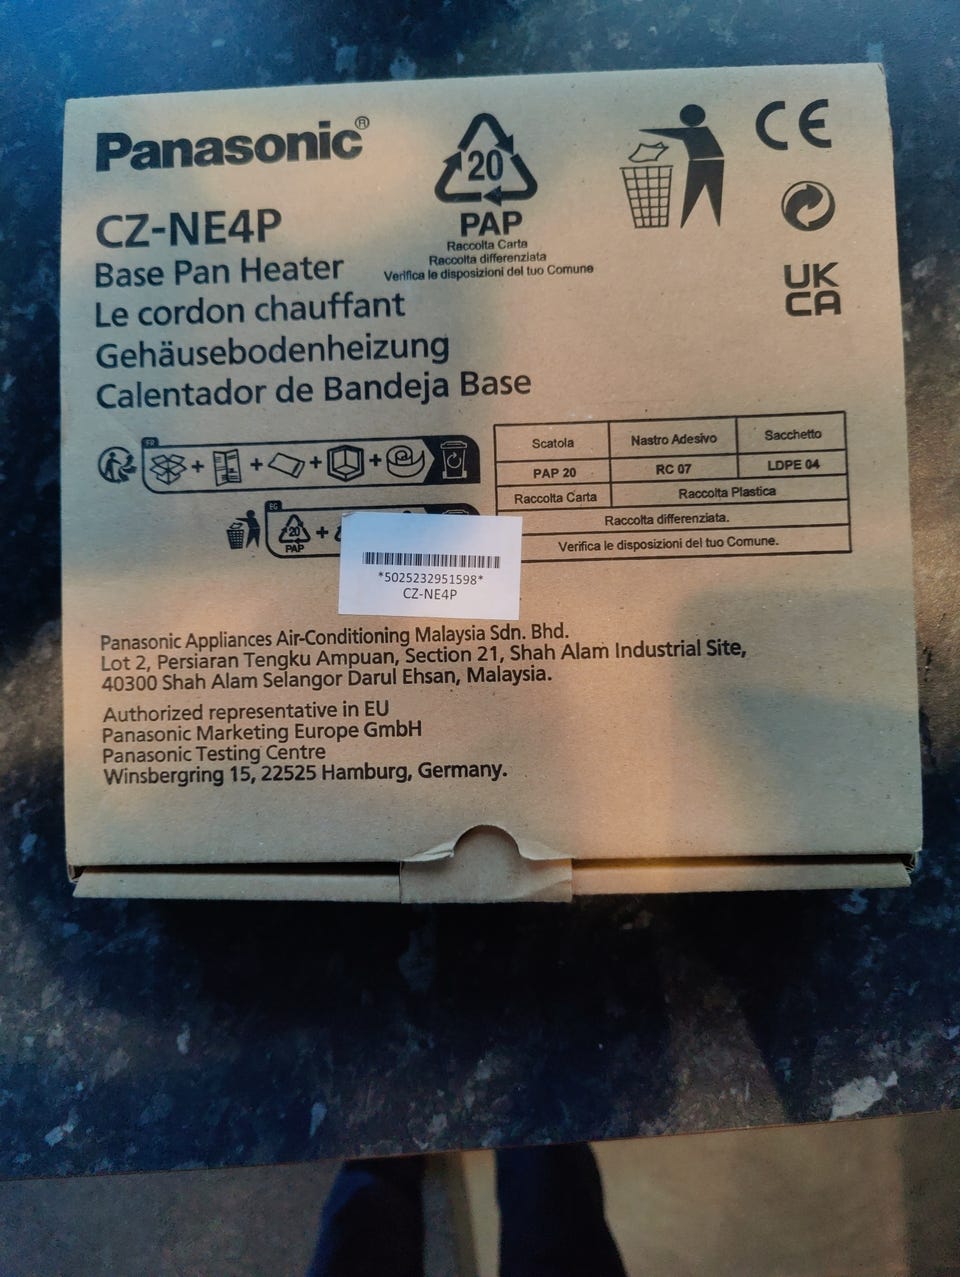 Panasonic®
CZ-NE4P
Base Pan Heater
Le cordon chauffant
Gehäusebodenheizung
Calentador de Bandeja Base
20
PAP
Raccolta Carta
Raccolta differenziata
Verifica le disposizioni del tuo Comune
CE
UK
CA
FR
+ + + +
EG
20
PAP
+
Scatola Nastro Adesivo Sacchetto
PAP 20 RC 07 LDPE 04
Raccolta Carta Raccolta Plastica
Raccolta differenziata.
Verifica le disposizioni del tuo Comune.
*5025232951598*
CZ-NE4P
Panasonic Appliances Air-Conditioning Malaysia Sdn. Bhd.
Lot 2, Persiaran Tengku Ampuan, Section 21, Shah Alam Industrial Site,
40300 Shah Alam Selangor Darul Ehsan, Malaysia.
Authorized representative in EU
Panasonic Marketing Europe GmbH
Panasonic Testing Centre
Winsbergring 15, 22525 Hamburg, Germany.